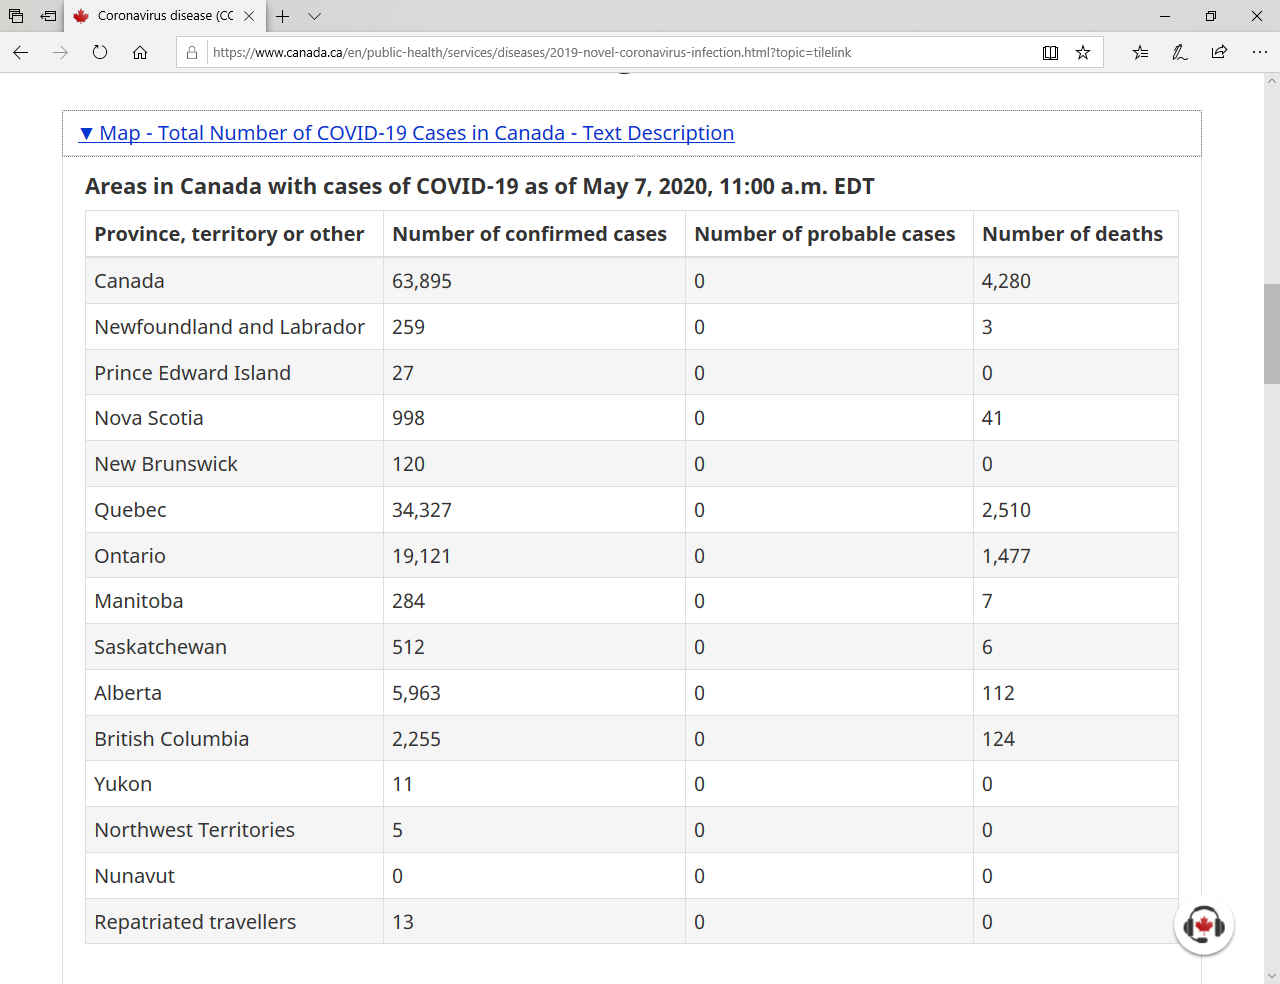 Coronavirus disease (CC
https://www.canada.ca/en/public-health/services/diseases/2019-novel-coronavirus-infection.html?topic=tilelink
▼ Map - Total Number of COVID-19 Cases in Canada - Text Description
Areas in Canada with cases of COVID-19 as of May 7, 2020, 11:00 a.m. EDT
Province, territory or other Number of confirmed cases Number of probable cases Number of deaths
Canada 63,895 0 4,280
Newfoundland and Labrador 259 0 3
Prince Edward Island 27 0 0
Nova Scotia 998 0 41
New Brunswick 120 0 0
Quebec 34,327 0 2,510
Ontario 19,121 0 1,477
Manitoba 284 0 7
Saskatchewan 512 0 6
Alberta 5,963 0 112
British Columbia 2,255 0 124
Yukon 11 0 0
Northwest Territories 5 0 0
Nunavut 0 0 0
Repatriated travellers 13 0 0